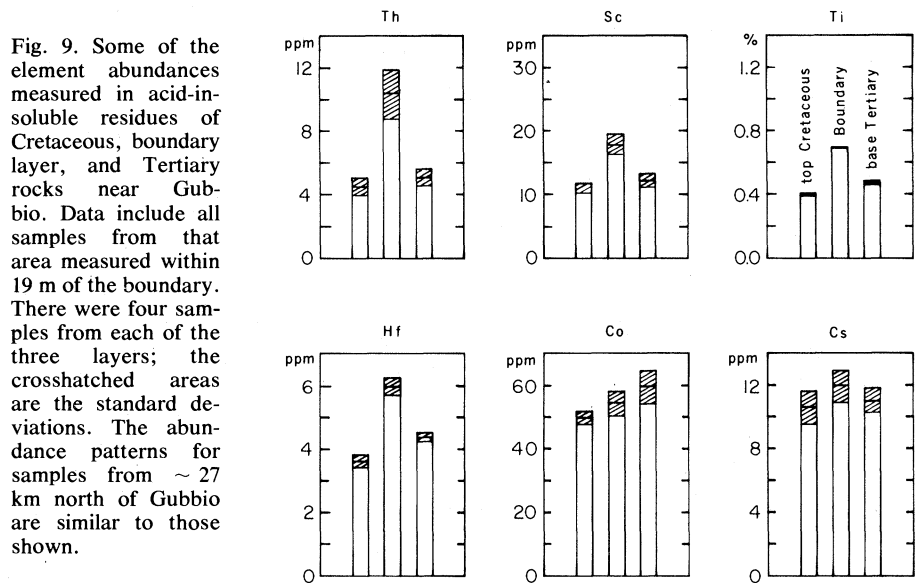 Fig. 9. Some of the
element abundances
measured in acid-in-
soluble residues of
Cretaceous, boundary
layer, and Tertiary
rocks near Gub-
bio. Data include all
samples from that
area measured within
19 m of the boundary.
There were four sam-
ples from each of the
three layers; the
crosshatched areas
are the standard de-
viations. The abun-
dance patterns for
samples from ~ 27
km north of Gubbio
are similar to those
shown.
Th
ppm
12
8
4
0
Sc
ppm
30
20
10
0
Ti
%
1.2
0.8
0.4
0.0
top Cretaceous
Boundary
base Tertiary
Hf
ppm
6
4
2
0
Co
ppm
60
40
20
0
Cs
ppm
12
8
4
0